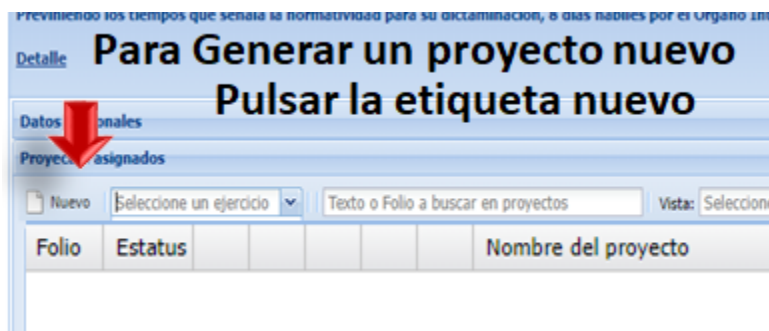 Previniendo los tiempos que señala la normatividad para su dictaminación, 8 días hábiles por el Órgano
Detalle Para Generar un proyecto nuevo
Pulsar la etiqueta nuevo
Datos
Proyec asignados
Nuevo Seleccione un ejercicio Texto o Folio a buscar en proyectos Vista: Seleccione
Folio Estatus Nombre del proyecto